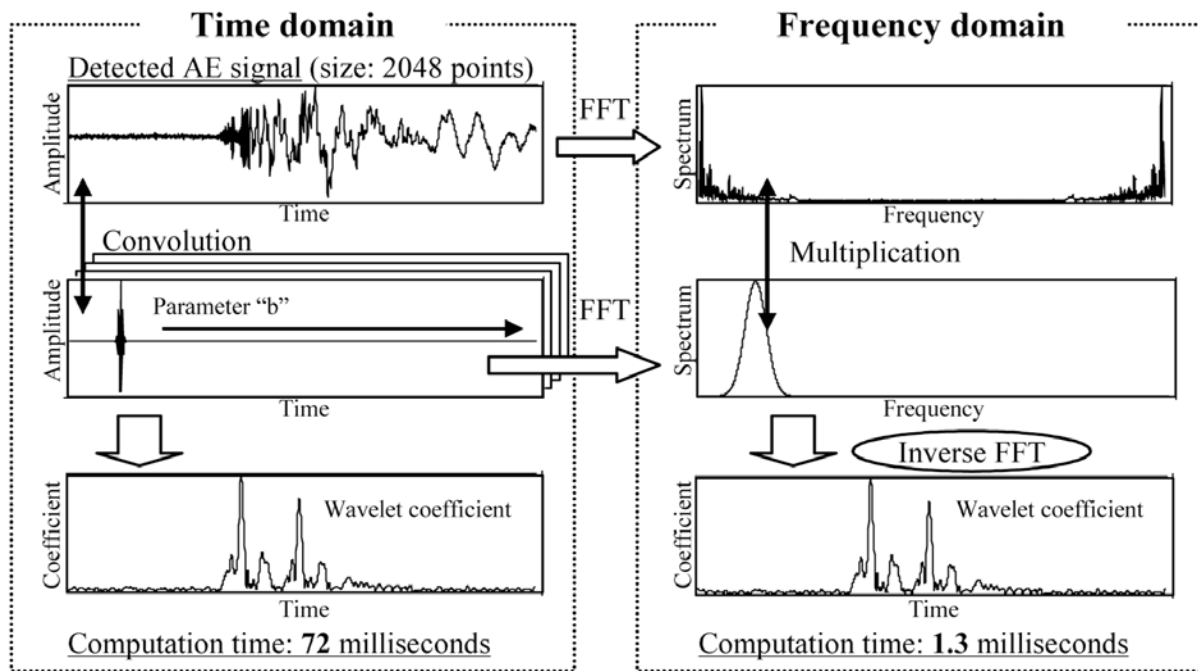 Time domain
Detected AE signal (size: 2048 points)
Amplitude
Time
Convolution
Amplitude
Parameter “b”
Time
Coefficient
Wavelet coefficient
Time
Computation time: 72 milliseconds
FFT
FFT
Frequency domain
Spectrum
Frequency
Multiplication
Spectrum
Frequency
Inverse FFT
Coefficient
Wavelet coefficient
Time
Computation time: 1.3 milliseconds